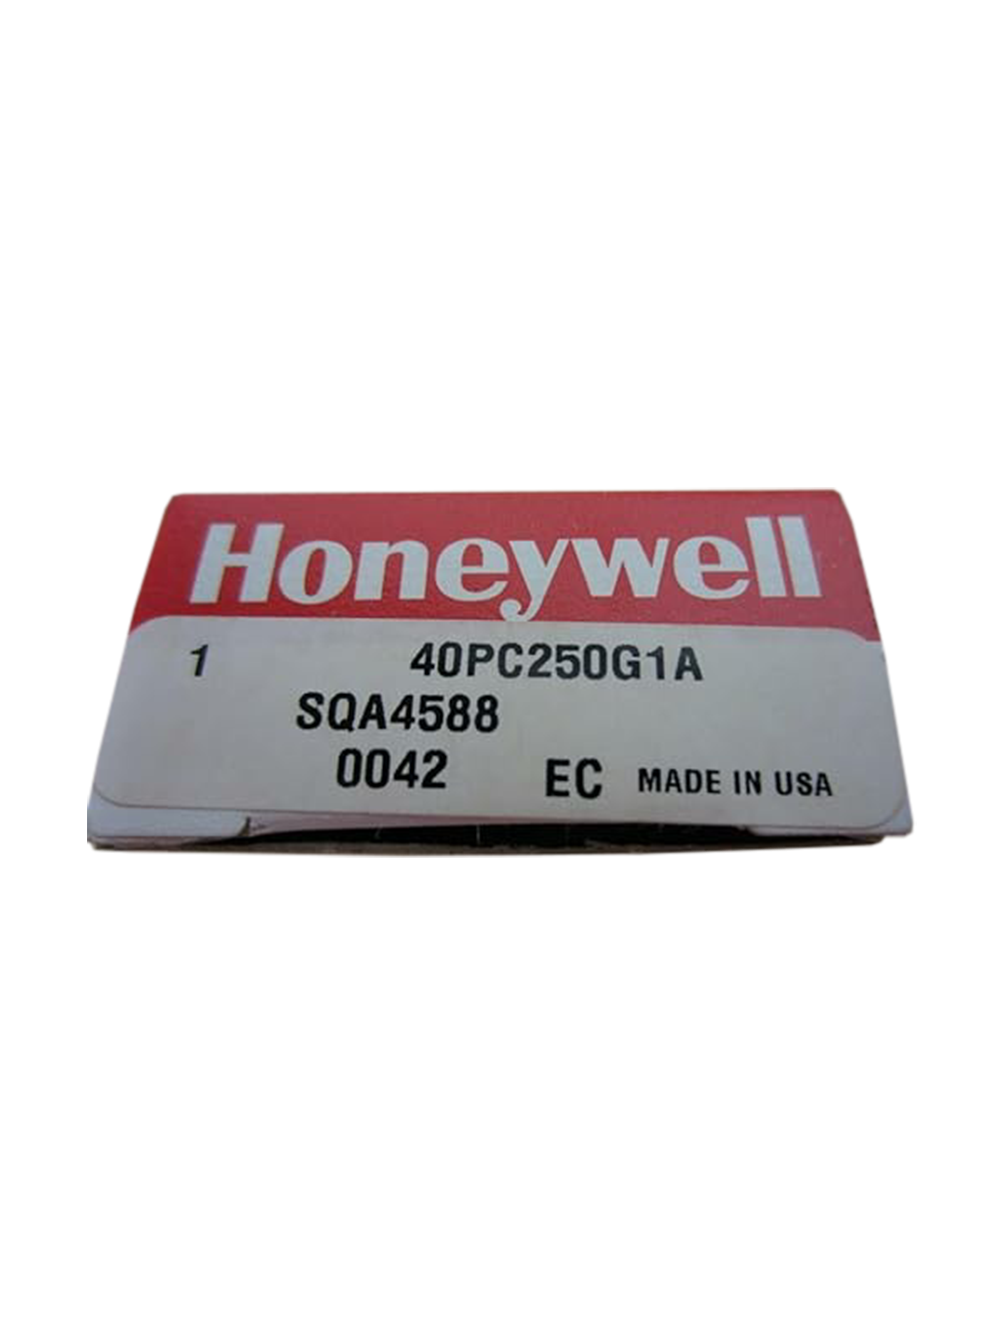 Honeywell
1 40PC250G1A
SQA4588
0042 EC MADE IN USA